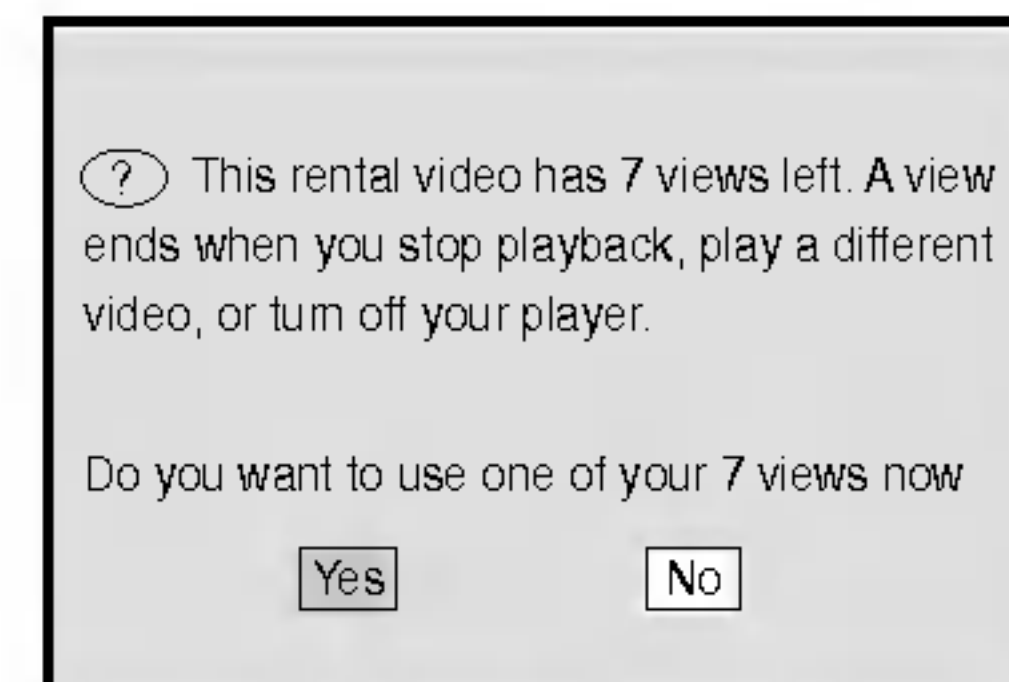 ? This rental video has 7 views left. A view
ends when you stop playback, play a different
video, or turn off your player.
Do you want to use one of your 7 views now
Yes No